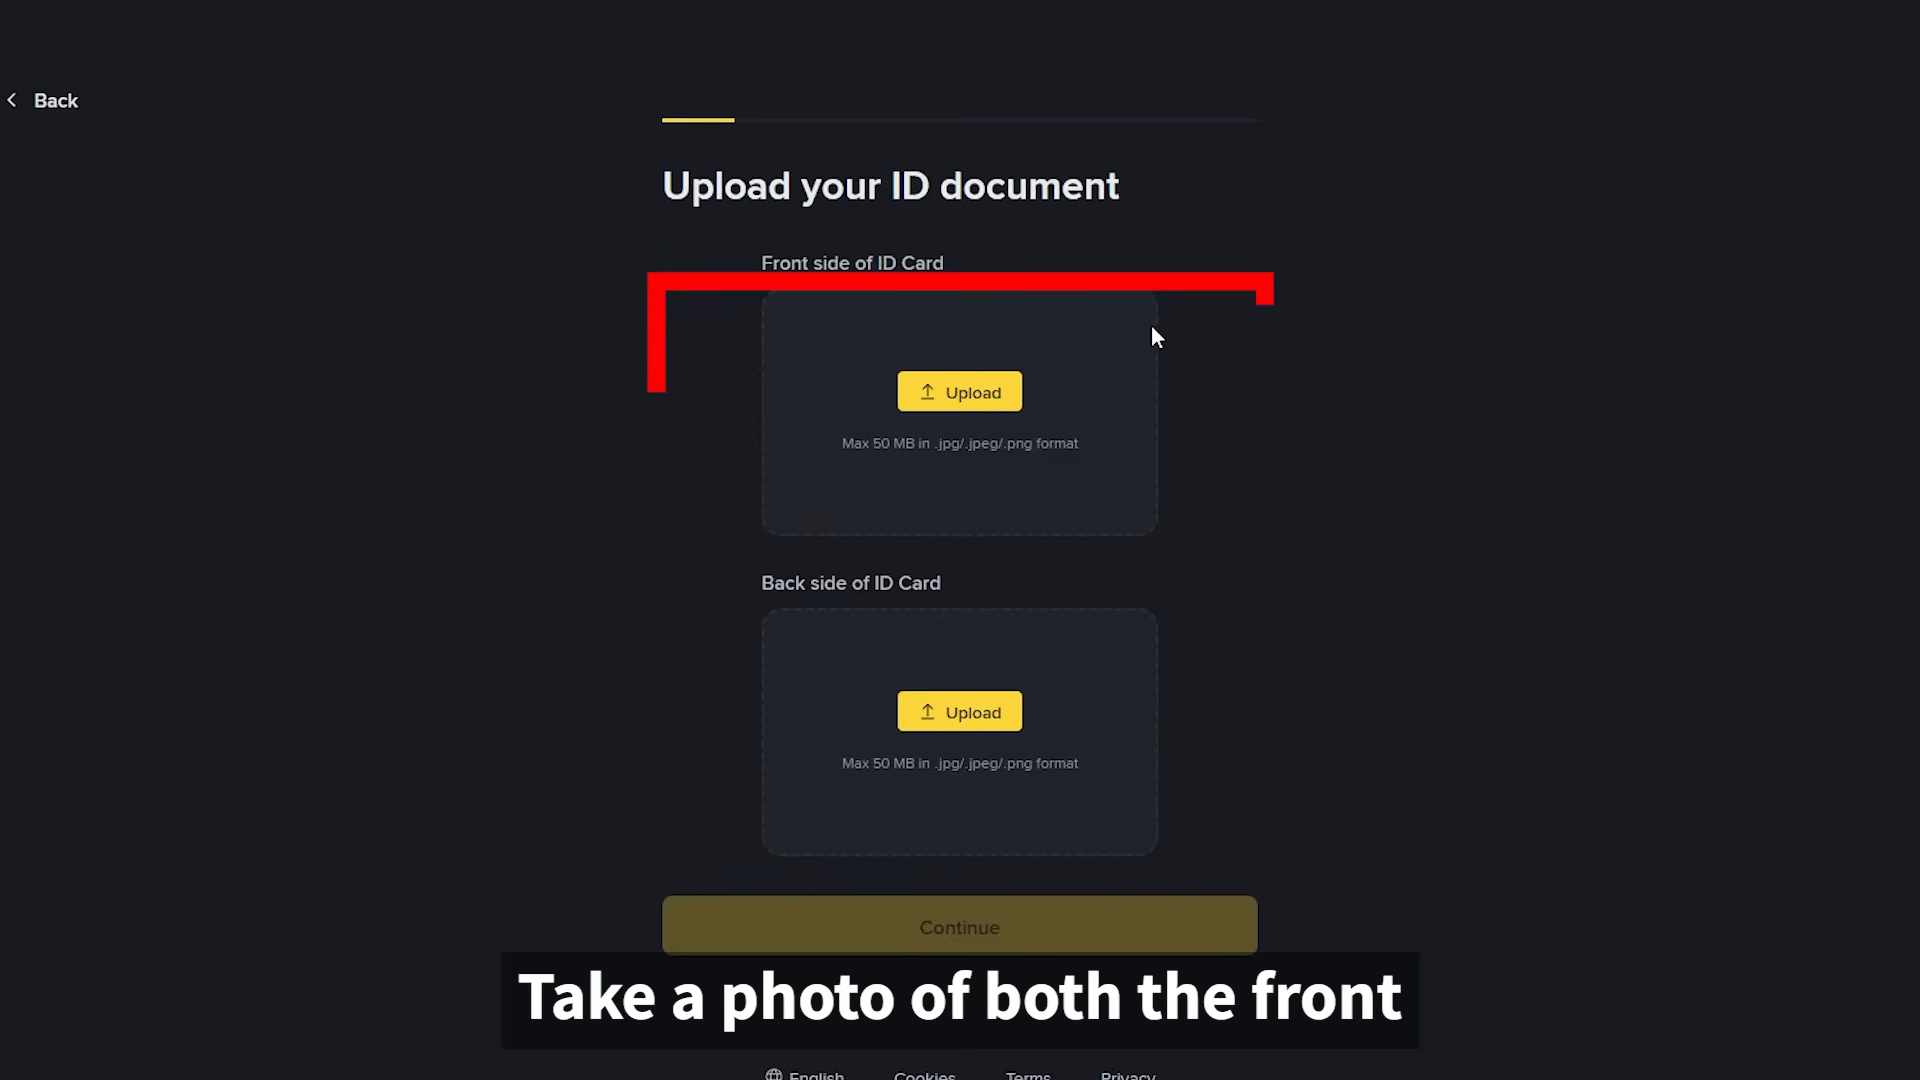 Back
Upload your ID document
Front side of ID Card
Upload
Max 50 MB in .jpg/.jpeg/.png format
Back side of ID Card
Upload
Max 50 MB in .jpg/.jpeg/.png format
Continue
Take a photo of both the front
English Cookies Terms Privacy